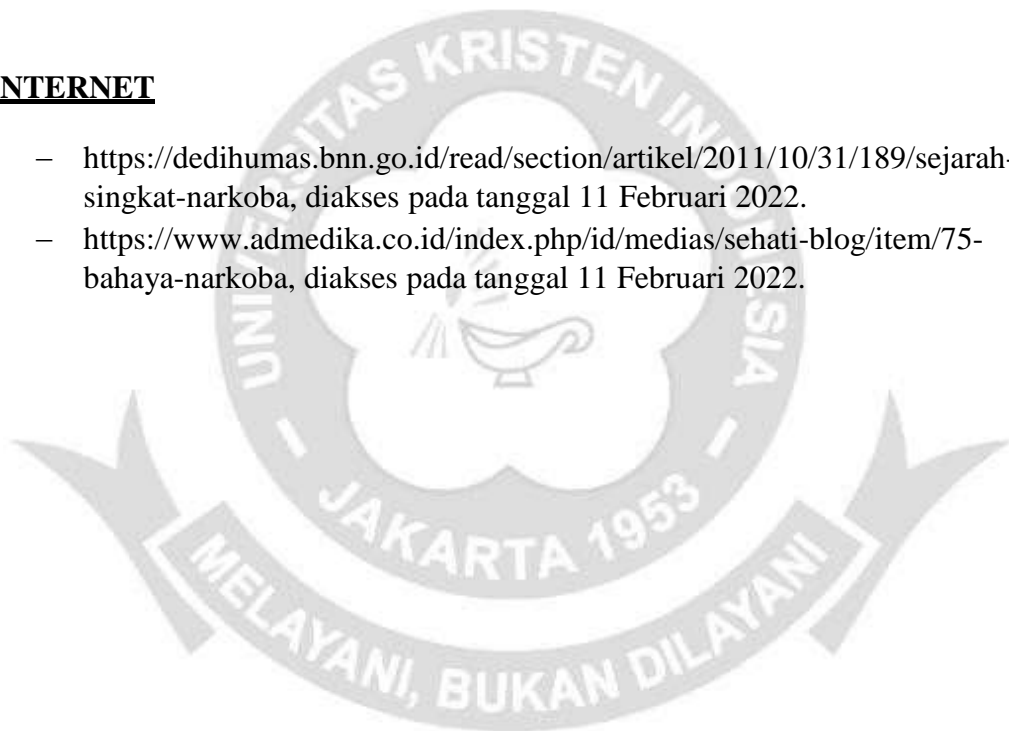 NTERNET
– https://dedihumas.bnn.go.id/read/section/artikel/2011/10/31/189/sejarah-
singkat-narkoba, diakses pada tanggal 11 Februari 2022.
– https://www.admedika.co.id/index.php/id/medias/sehati-blog/item/75-
bahaya-narkoba, diakses pada tanggal 11 Februari 2022.
UNIVERSITAS KRISTEN INDONESIA
– JAKARTA 1953 –
MELAYANI, BUKAN DILAYANI